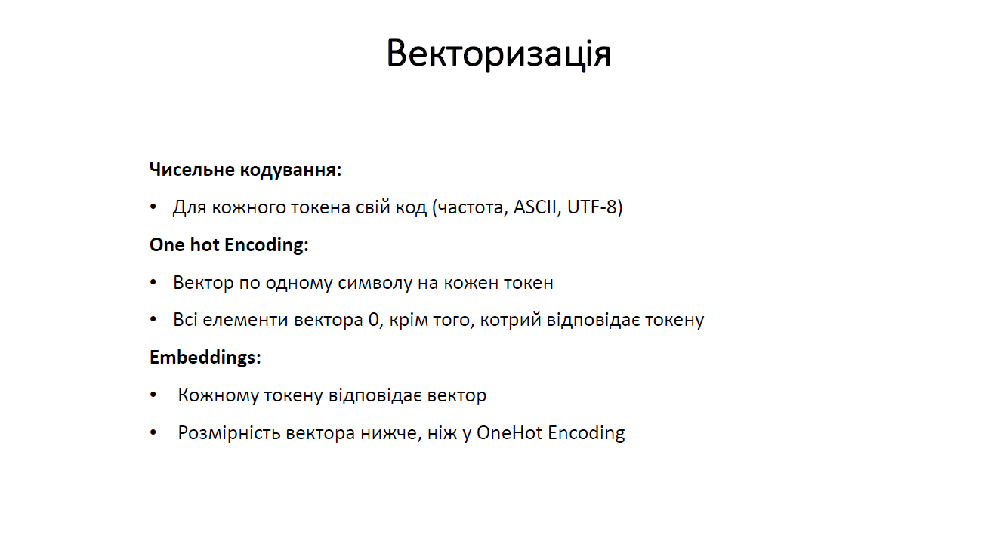 Векторизація
Чисельне кодування:
• Для кожного токена свій код (частота, ASCII, UTF-8)
One hot Encoding:
• Вектор по одному символу на кожен токен
• Всі елементи вектора 0, крім того, котрий відповідає токену
Embeddings:
• Кожному токену відповідає вектор
• Розмірність вектора нижче, ніж у OneHot Encoding